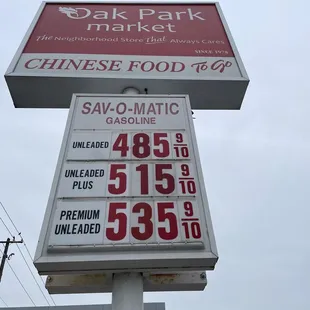 Oak Park
market
The Neighborhood Store That Always Cares
SINCE 1972
CHINESE FOOD To Go
SAV-O-MATIC
GASOLINE
UNLEADED 485 9/10
UNLEADED PLUS 515 9/10
PREMIUM UNLEADED 535 9/10